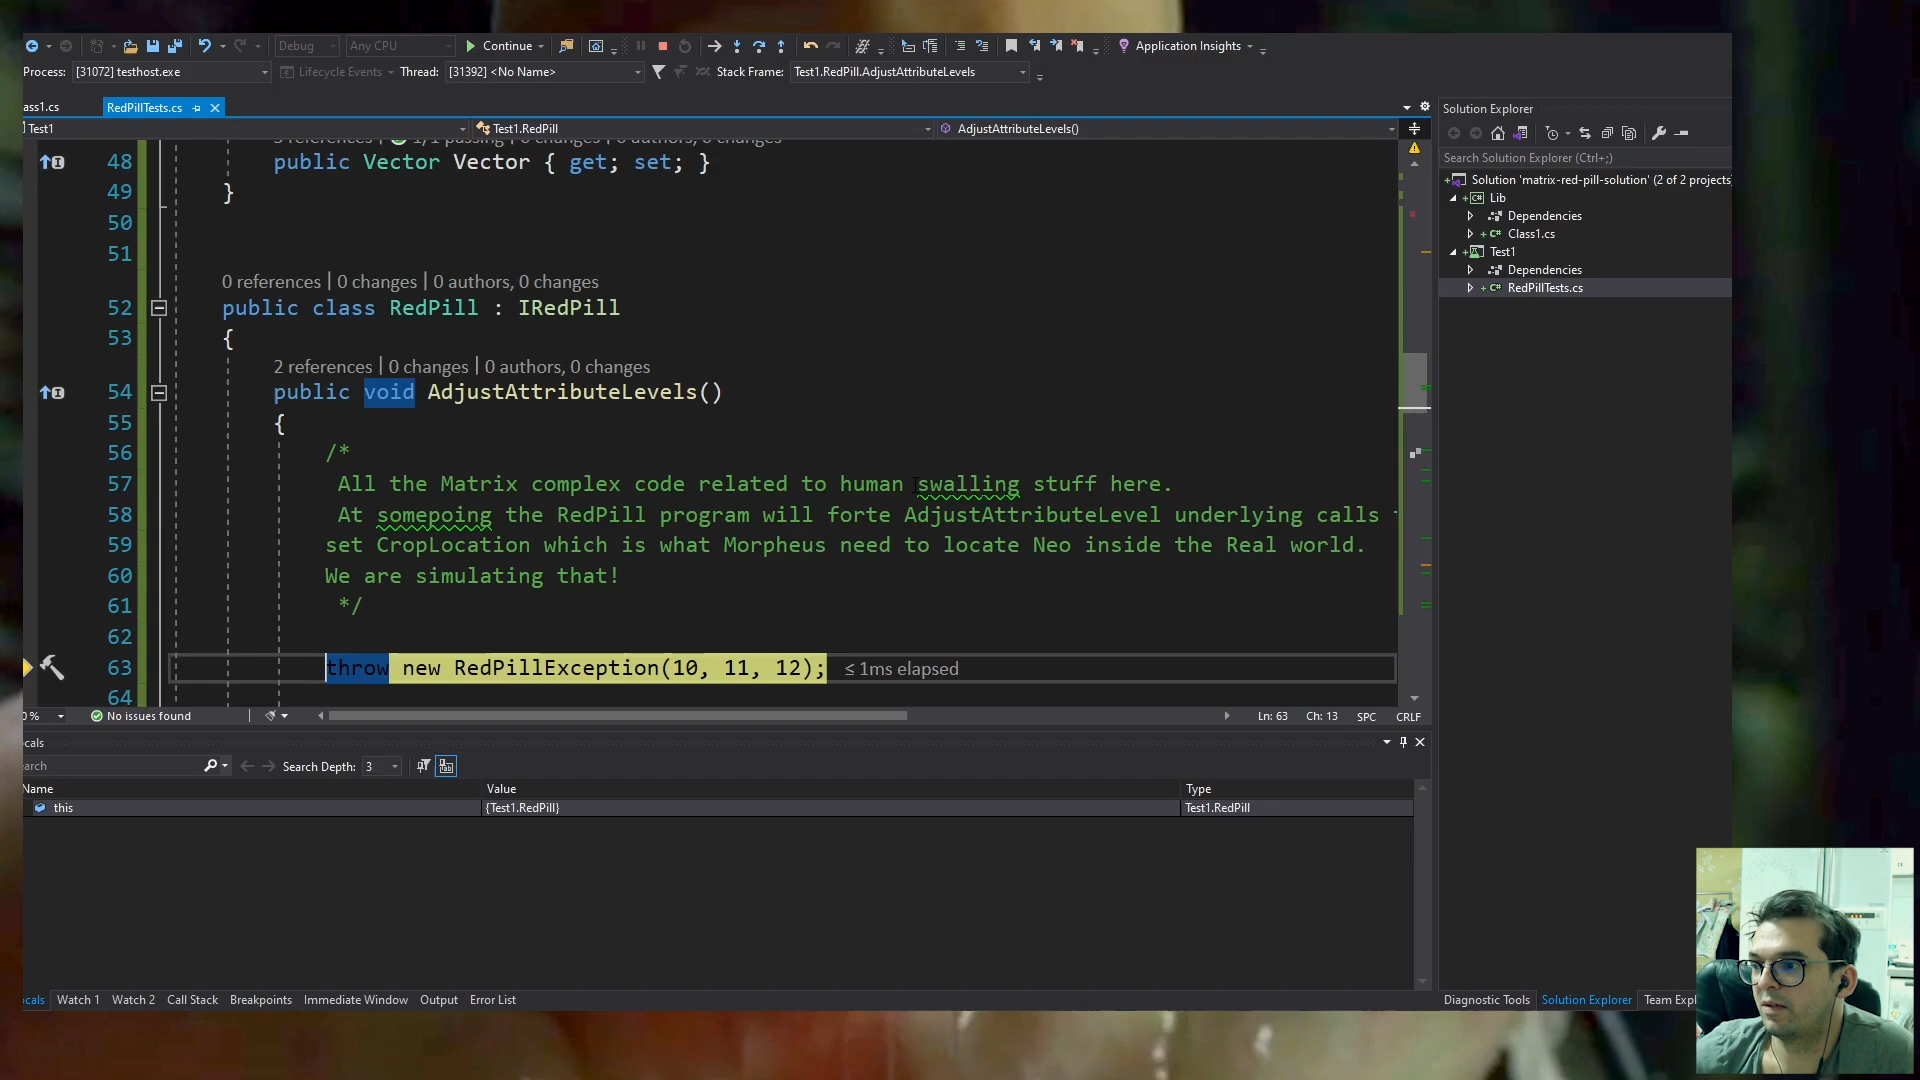 Debug
Any CPU
Continue
Application Insights
Process: [31072] testhost.exe
Lifecycle Events
Thread: [31392] <No Name>
Stack Frame: Test1.RedPill.AdjustAttributeLevels
ass1.cs
RedPillTests.cs
Test1
Test1.RedPill
AdjustAttributeLevels()
48 public Vector Vector { get; set; }
49 }
50
51
0 references | 0 changes | 0 authors, 0 changes
52 public class RedPill : IRedPill
53 {
2 references | 0 changes | 0 authors, 0 changes
54 public void AdjustAttributeLevels()
55 {
56 /*
57 All the Matrix complex code related to human swalling stuff here.
58 At somepoing the RedPill program will forte AdjustAttributeLevel underlying calls
59 set CropLocation which is what Morpheus need to locate Neo inside the Real world.
60 We are simulating that!
61 */
62
63 throw new RedPillException(10, 11, 12); ≤ 1ms elapsed
64
0 %
No issues found
Ln: 63 Ch: 13 SPC CRLF
cals
earch
Search Depth: 3
Name Value Type
this {Test1.RedPill} Test1.RedPill
ocals Watch 1 Watch 2 Call Stack Breakpoints Immediate Window Output Error List
Solution Explorer
Search Solution Explorer (Ctrl+;)
Solution 'matrix-red-pill-solution' (2 of 2 projects
Lib
Dependencies
Class1.cs
Test1
Dependencies
RedPillTests.cs
Diagnostic Tools Solution Explorer Team Expl